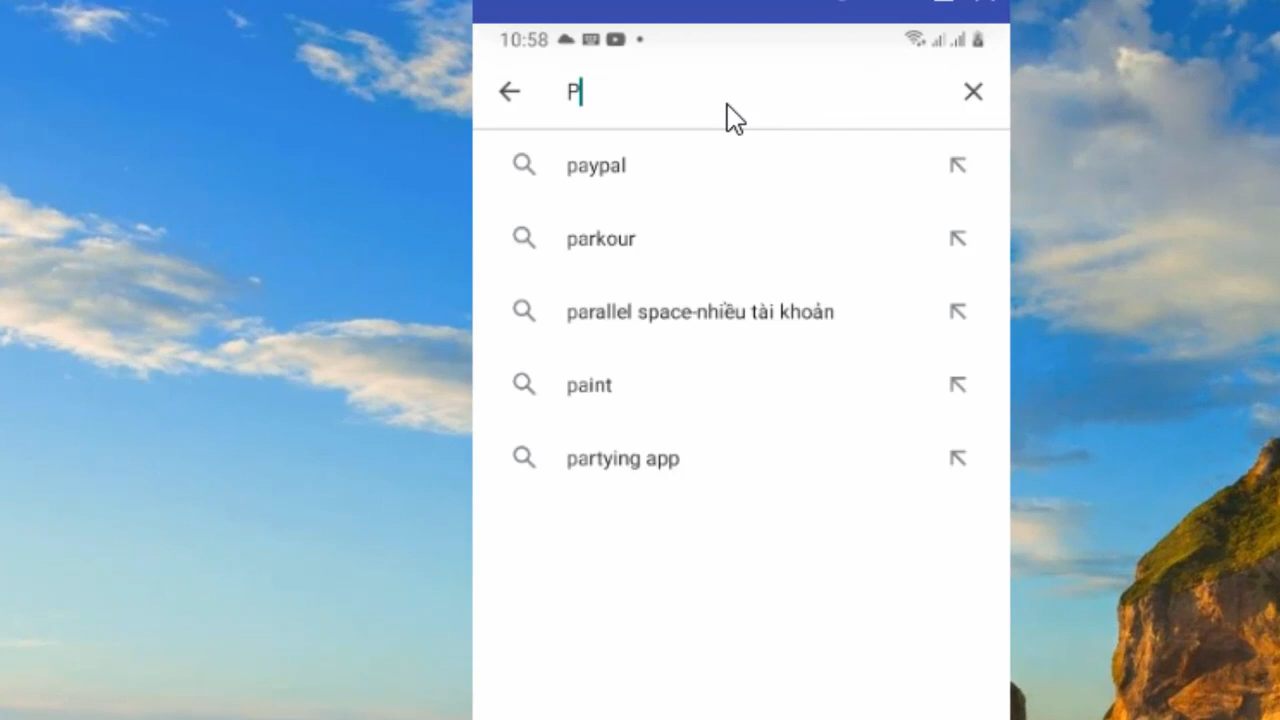 10:58
P
paypal
parkour
parallel space-nhiều tài khoản
paint
partying app